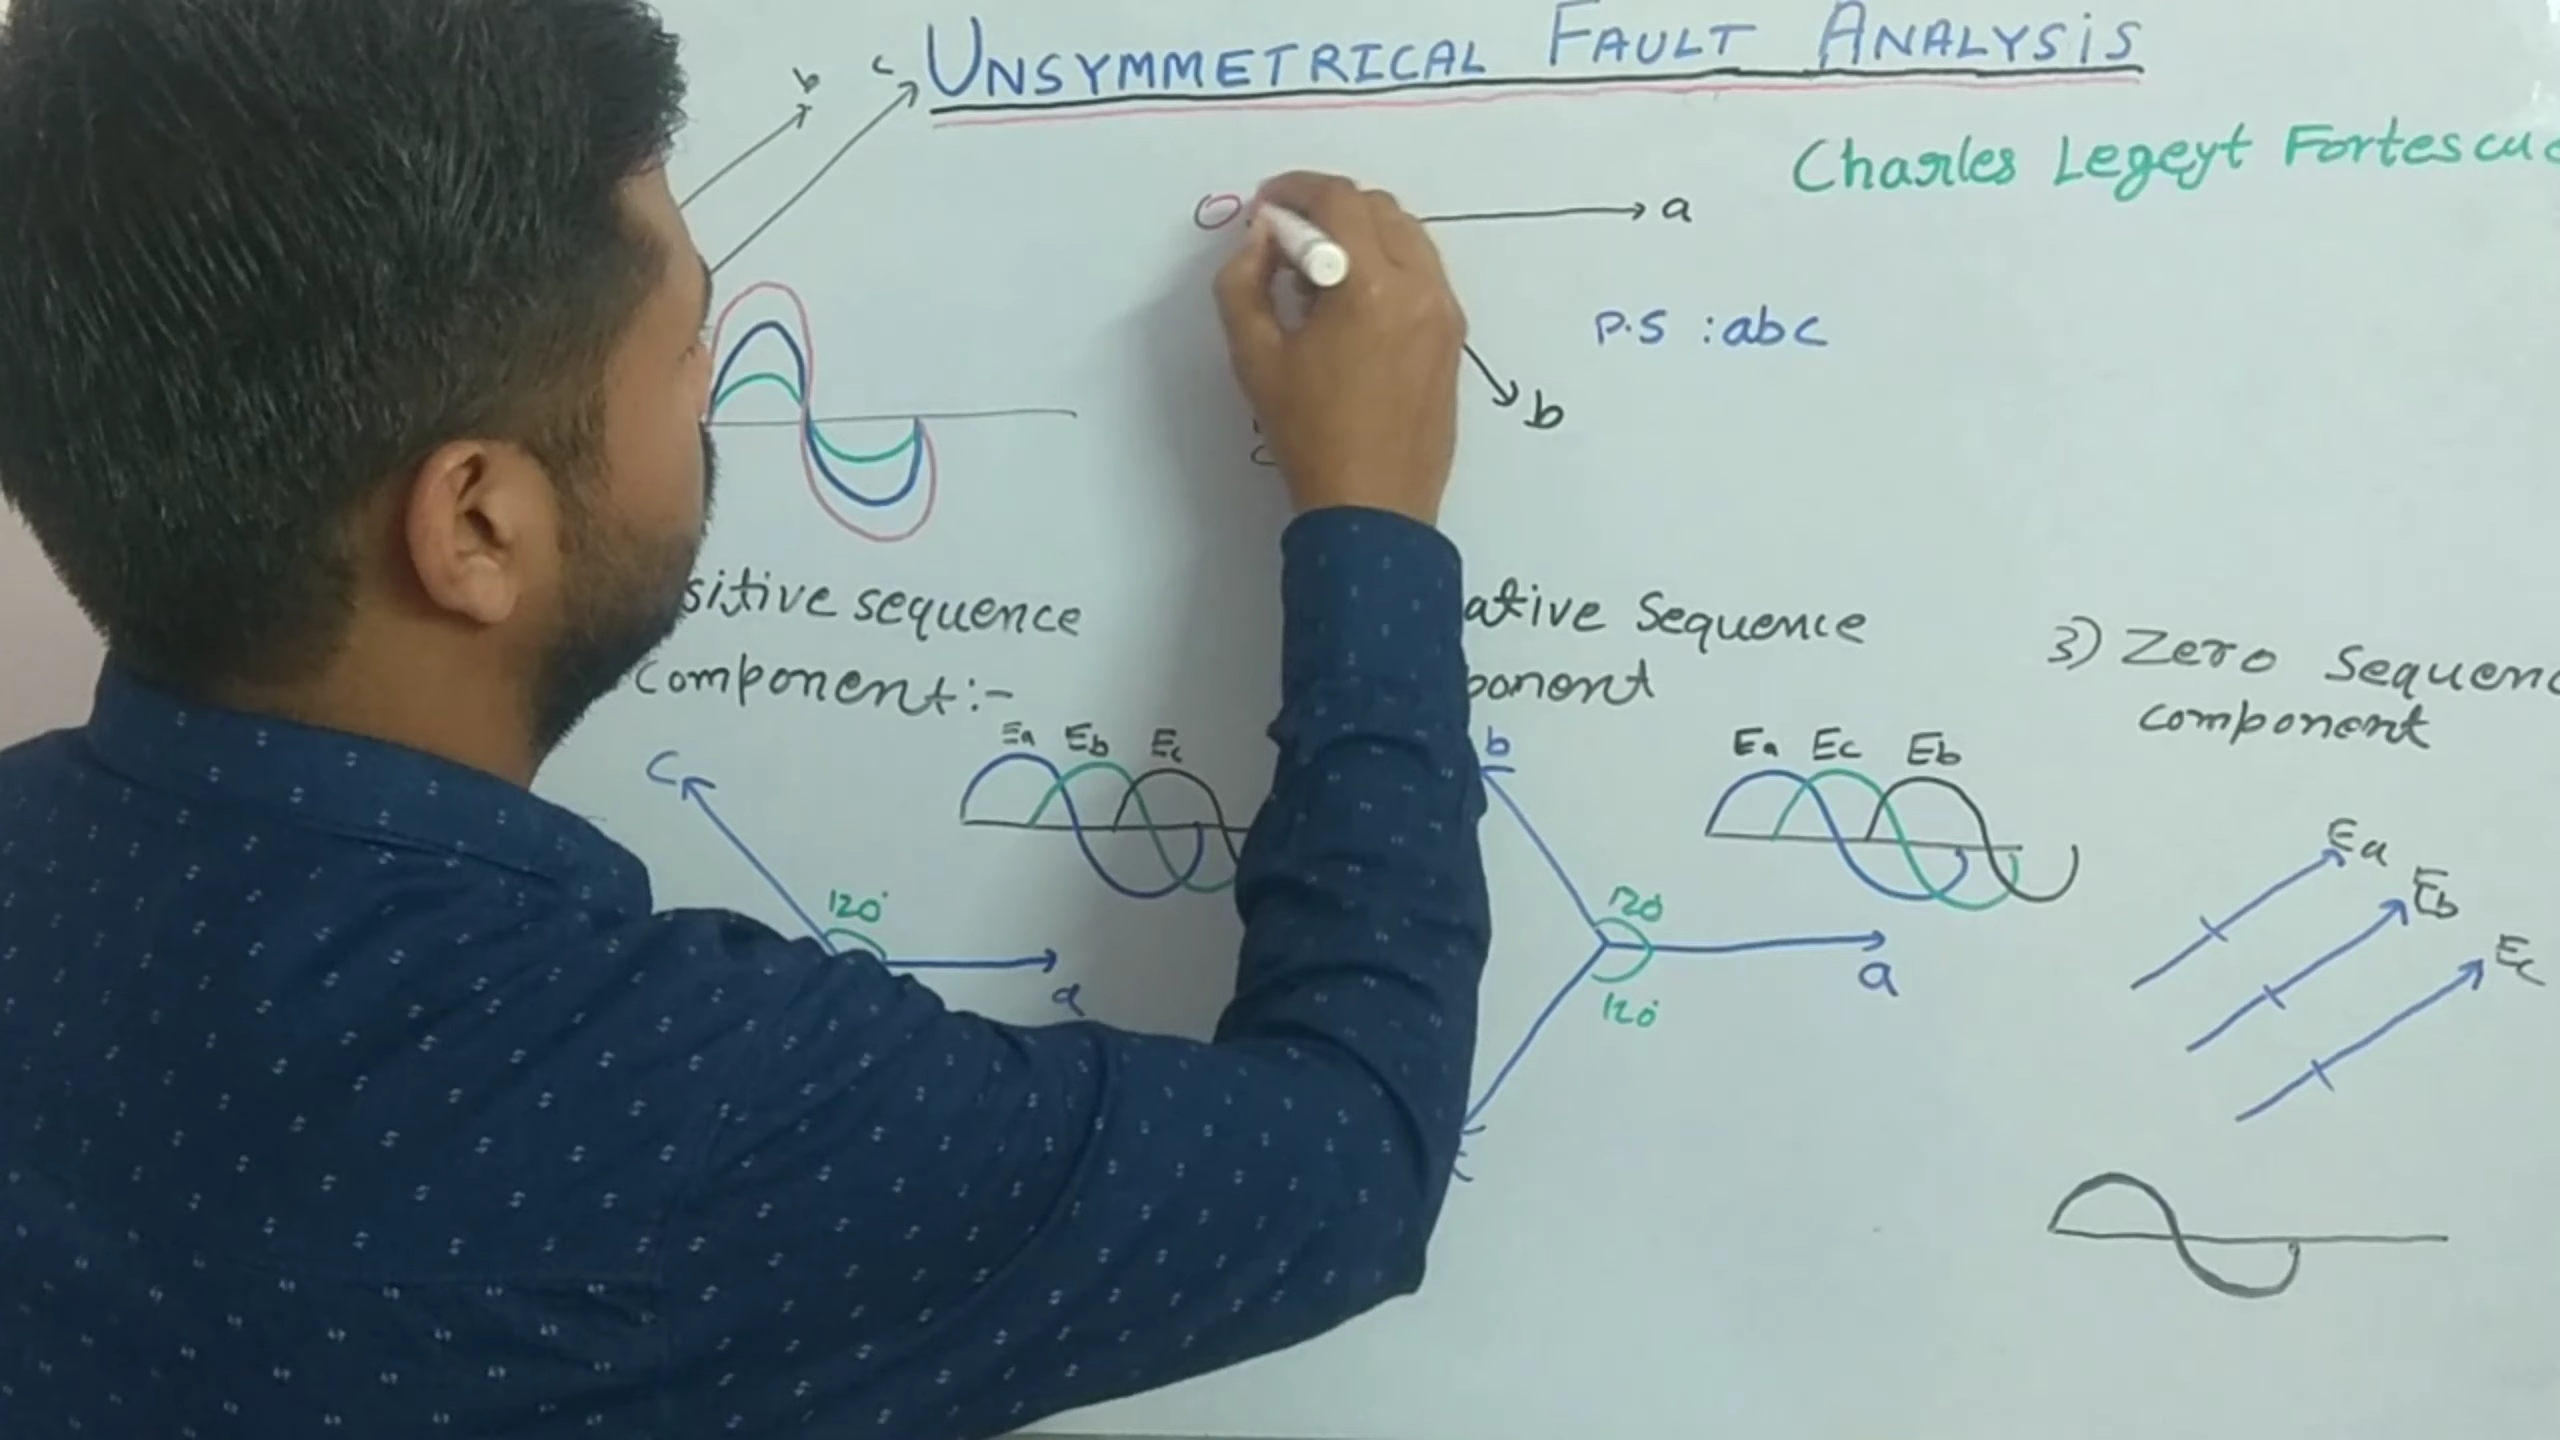 UNSYMMETRICAL FAULT ANALYSIS
b c
Charles Legeyt Fortescue
a
P.S : abc
b
sitive sequence
component:-
ative Sequence
ponent
3) Zero Sequenc
component
Ea Eb Ec
Ea Ec Eb
c
b
120°
a
120
a
120°
Ea
Eb
Ec